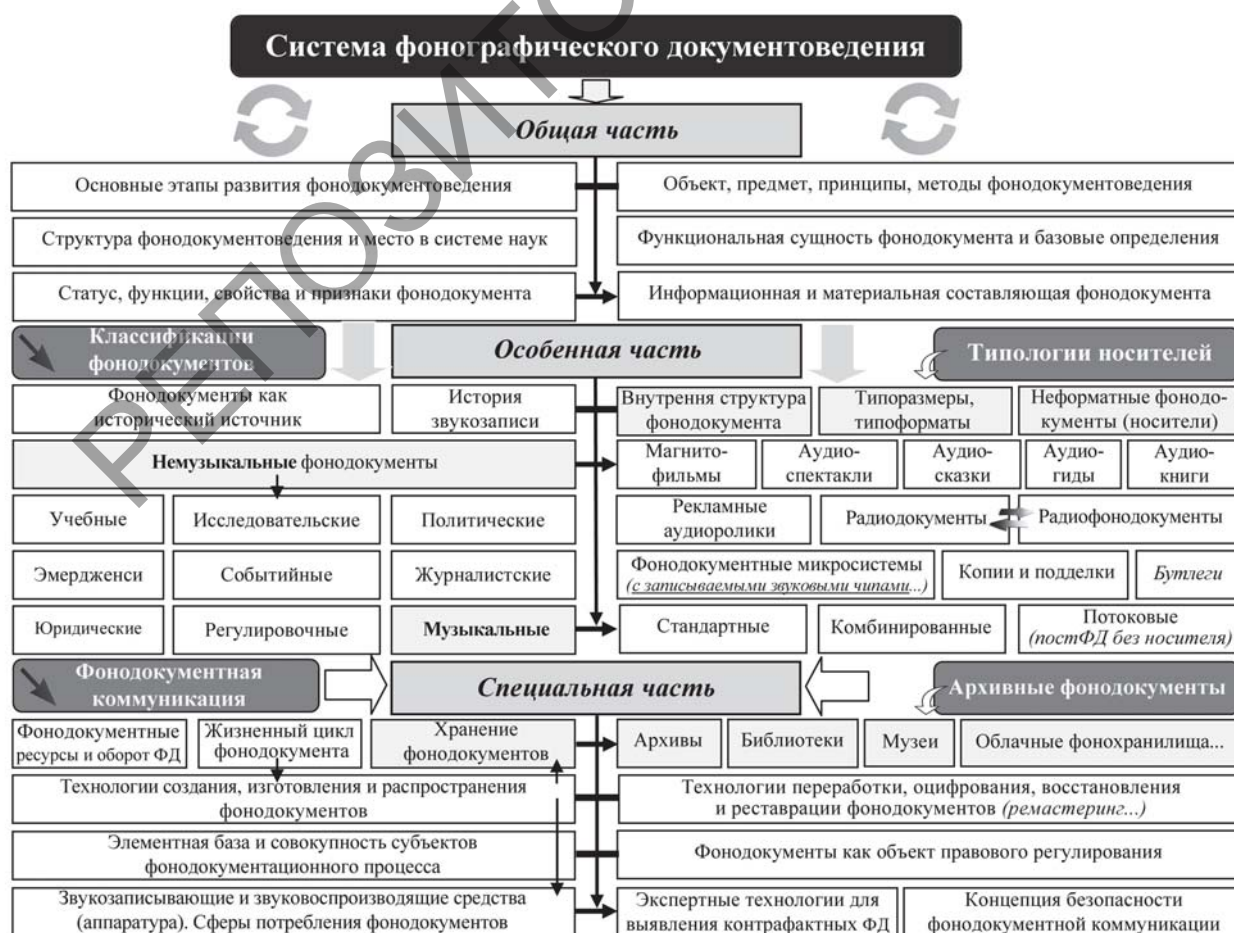 Система фонографического документоведения
Общая часть
Основные этапы развития фонодокументоведения
Объект, предмет, принципы, методы фонодокументоведения
Структура фонодокументоведения и место в системе наук
Функциональная сущность фонодокумента и базовые определения
Статус, функции, свойства и признаки фонодокумента
Информационная и материальная составляющая фонодокумента
Классификации
фонодокументов
Особенная часть
Типологии носителей
Фонодокументы как
исторический источник
История
звукозаписи
Внутрення структура
фонодокумента
Типоразмеры,
типоформаты
Неформатные фонодо-
кументы (носители)
Немузыкальные фонодокументы
Магнито-
фильмы
Аудио-
спектакли
Аудио-
сказки
Аудио-
гиды
Аудио-
книги
Учебные
Исследовательские
Политические
Рекламные
аудиоролики
Радиодокументы
Радиофонодокументы
Эмердженси
Событийные
Журналистские
Фонодокументные микросистемы
(с записываемыми звуковыми чипами...)
Копии и подделки
Бутлеги
Юридические
Регулировочные
Музыкальные
Стандартные
Комбинированные
Потоковые
(постФД без носителя)
Фонодокументная
коммуникация
Специальная часть
Архивные фонодокументы
Фонодокументные
ресурсы и оборот ФД
Жизненный цикл
фонодокумента
Хранение
фонодокументов
Архивы
Библиотеки
Музеи
Облачные фонохранилища...
Технологии создания, изготовления и распространения
фонодокументов
Технологии переработки, оцифрования, восстановления
и реставрации фонодокументов (ремастеринг...)
Элементная база и совокупность субъектов
фонодокументационного процесса
Фонодокументы как объект правового регулирования
Звукозаписывающие и звуковоспроизводящие средства
(аппаратура). Сферы потребления фонодокументов
Экспертные технологии для
выявления контрафактных ФД
Концепция безопасности
фонодокументной коммуникации
РЕПОЗИТО